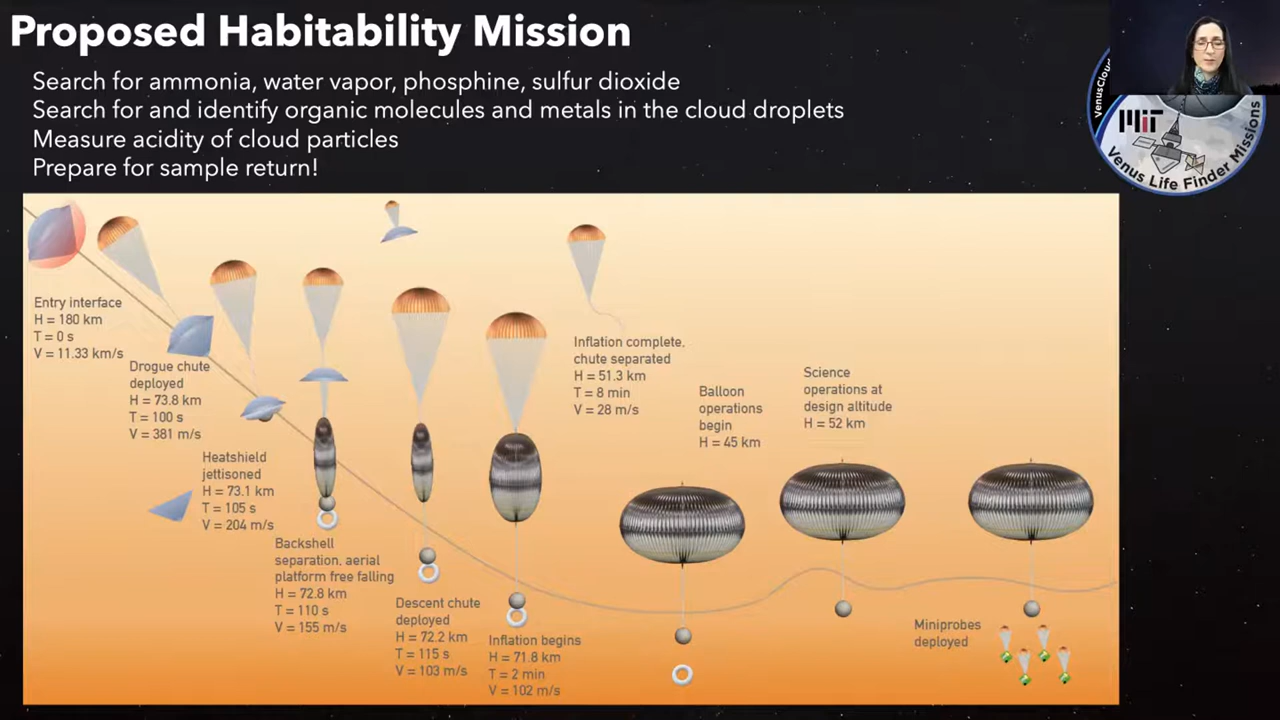 Proposed Habitability Mission
Search for ammonia, water vapor, phosphine, sulfur dioxide
Search for and identify organic molecules and metals in the cloud droplets
Measure acidity of cloud particles
Prepare for sample return!
MIT
Venus Life Finder Missions
Entry interface
H = 180 km
T = 0 s
V = 11.33 km/s
Drogue chute
deployed
H = 73.8 km
T = 100 s
V = 381 m/s
Heatshield
jettisoned
H = 73.1 km
T = 105 s
V = 204 m/s
Backshell
separation, aerial
platform free falling
H = 72.8 km
T = 110 s
V = 155 m/s
Descent chute
deployed
H = 72.2 km
T = 115 s
V = 103 m/s
Inflation begins
H = 71.8 km
T = 2 min
V = 102 m/s
Inflation complete,
chute separated
H = 51.3 km
T = 8 min
V = 28 m/s
Balloon
operations
begin
H = 45 km
Science
operations at
design altitude
H = 52 km
Miniprobes
deployed